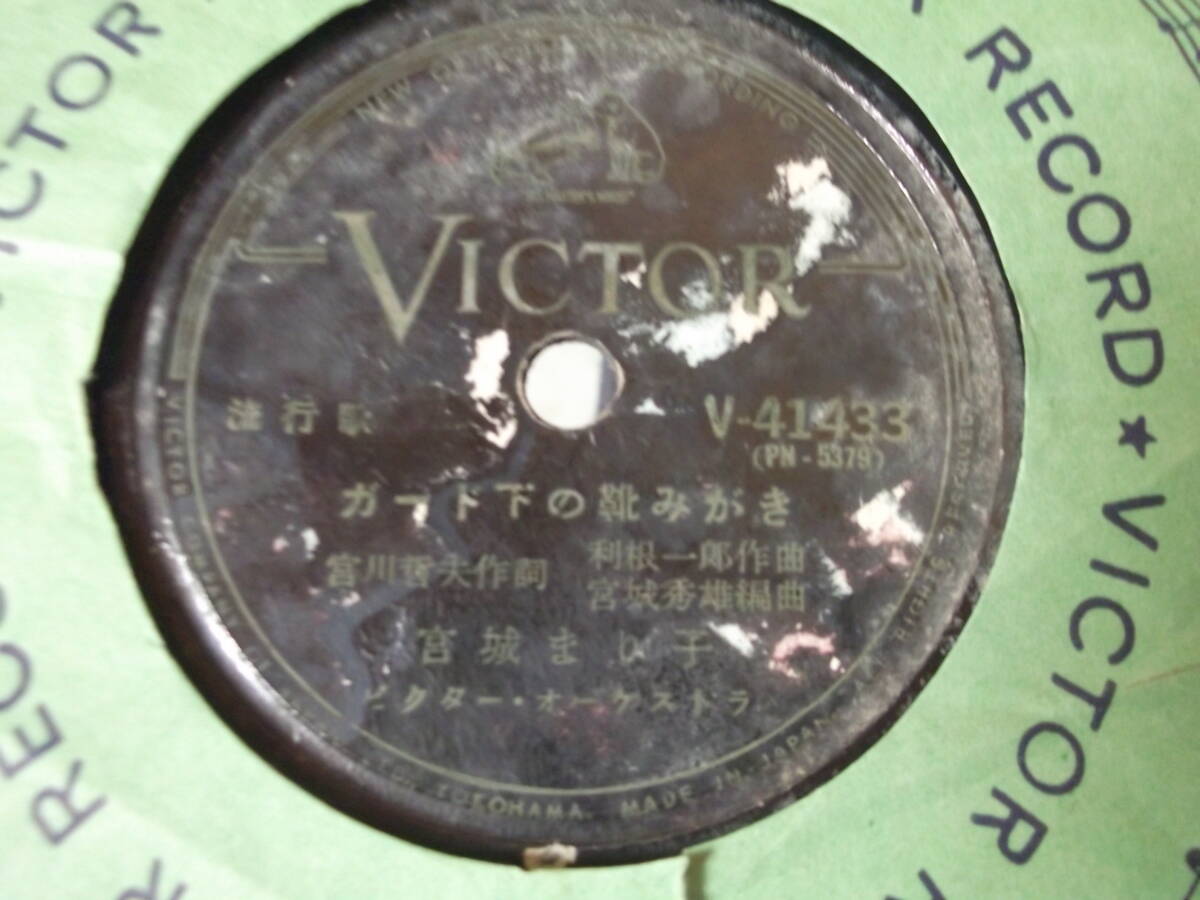 VICTOR
流行歌
V-41433
(PN-5379)
ガード下の靴みがき
宮川哲夫作詞
利根一郎作曲
宮城秀雄編曲
宮城まり子
ビクター・オーケストラ
YOKOHAMA. MADE IN JAPAN
RECORD ★ VICTOR
VICTOR